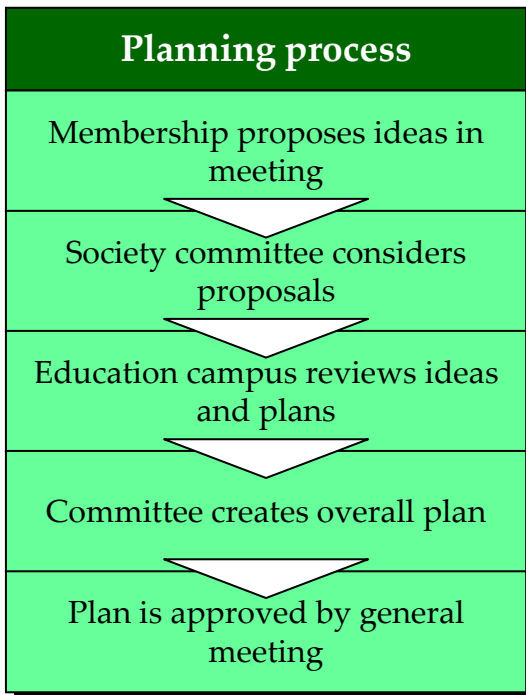 Planning process
Membership proposes ideas in
meeting
Society committee considers
proposals
Education campus reviews ideas
and plans
Committee creates overall plan
Plan is approved by general
meeting